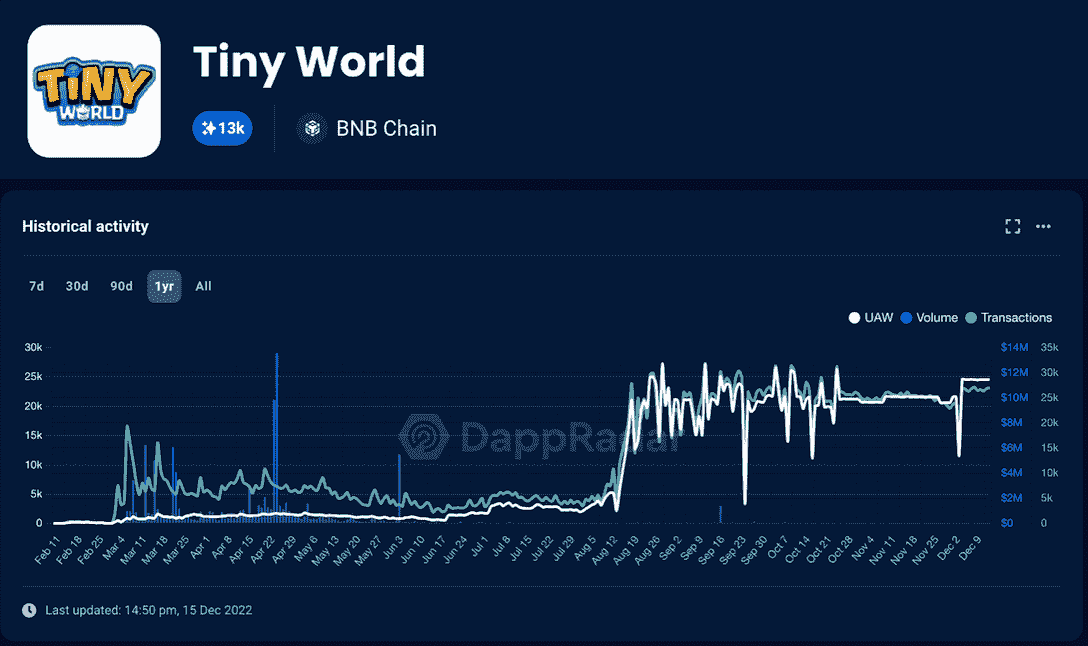 TINY
WORLD
Tiny World
13k
BNB Chain
Historical activity
7d 30d 90d 1yr All
UAW Volume Transactions
30k $14M 35k
25k $12M 30k
20k $10M 25k
15k $8M 20k
10k $6M 15k
5k $4M 10k
0 $2M 5k
$0 0
DappRadar
Feb 11 Feb 18 Feb 25 Mar 4 Mar 11 Mar 18 Mar 25 Apr 1 Apr 8 Apr 15 Apr 22 Apr 29 May 6 May 13 May 20 May 27 Jun 3 Jun 10 Jun 17 Jun 24 Jul 1 Jul 8 Jul 15 Jul 22 Jul 29 Aug 5 Aug 12 Aug 19 Aug 26 Sep 2 Sep 9 Sep 16 Sep 23 Sep 30 Oct 7 Oct 14 Oct 21 Oct 28 Nov 4 Nov 11 Nov 18 Nov 25 Dec 2 Dec 9
Last updated: 14:50 pm, 15 Dec 2022